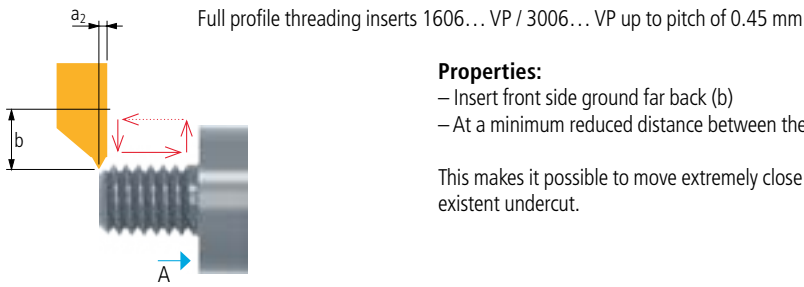 a2
Full profile threading inserts 1606… VP / 3006… VP up to pitch of 0.45 mm
Properties:
– Insert front side ground far back (b)
– At a minimum reduced distance between the
b
This makes it possible to move extremely close
existent undercut.
A